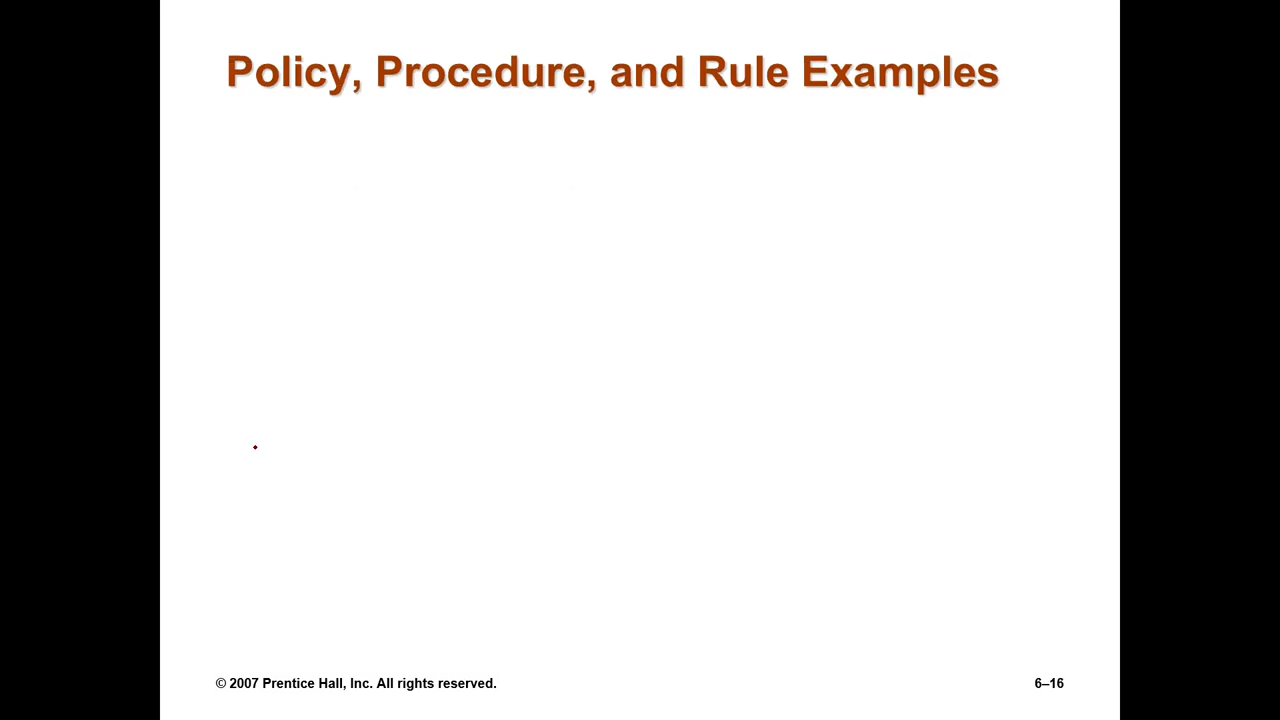 Policy, Procedure, and Rule Examples
© 2007 Prentice Hall, Inc. All rights reserved.
6–16